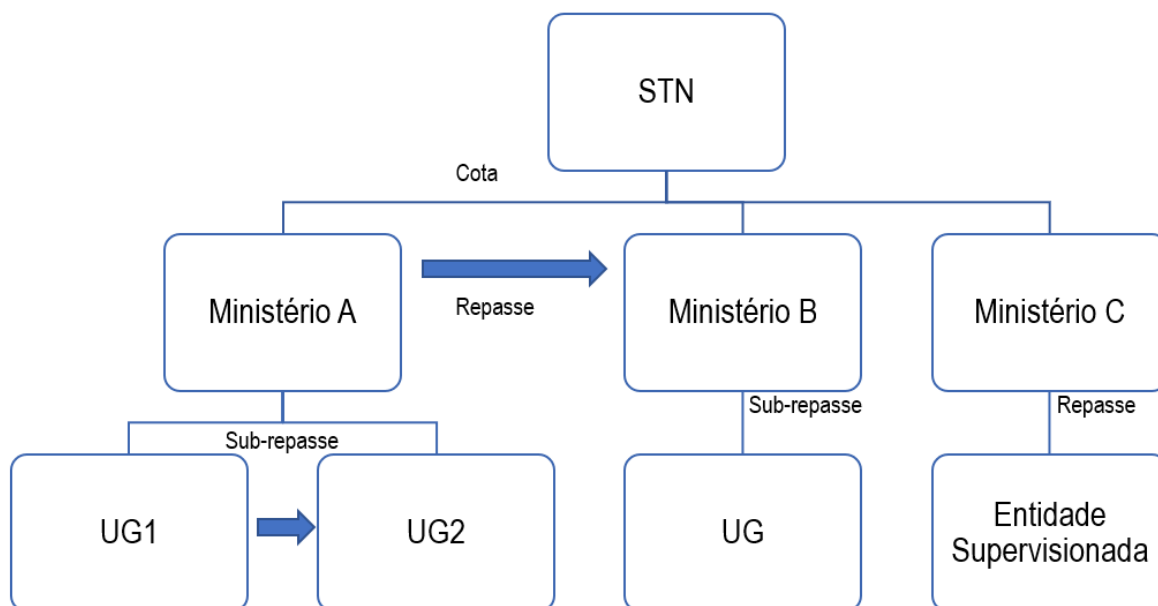 STN
Cota
Ministério A
Repasse
Ministério B
Ministério C
Sub-repasse
Sub-repasse
Repasse
UG1
UG2
UG
Entidade
Supervisionada